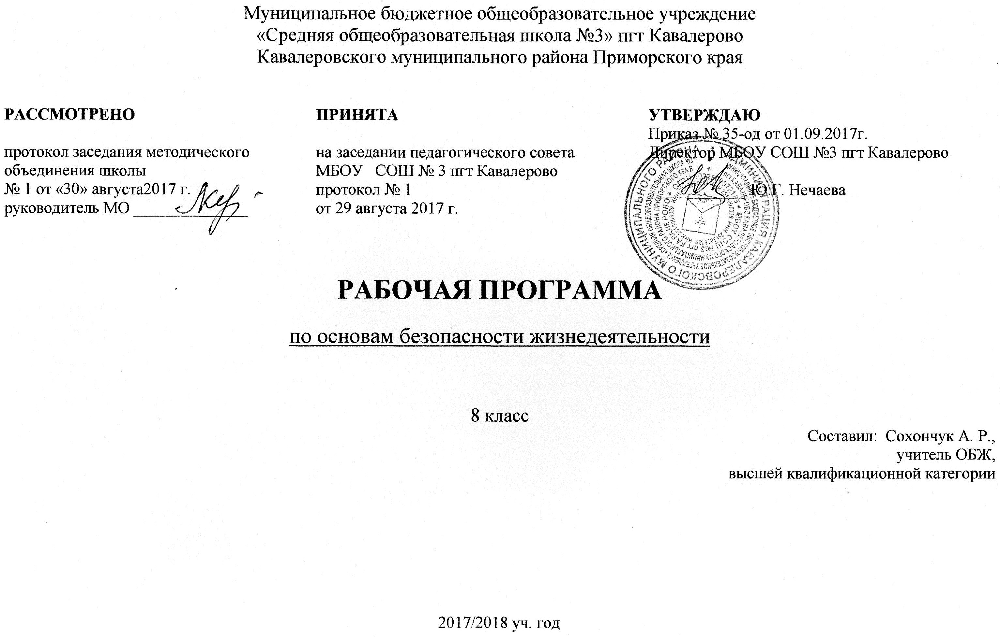 Муниципальное бюджетное общеобразовательное учреждение
«Средняя общеобразовательная школа №3» пгт Кавалерово
Кавалеровского муниципального района Приморского края
РАССМОТРЕНО
протокол заседания методического
объединения школы
№ 1 от «30» августа2017 г.
руководитель МО
ПРИНЯТА
на заседании педагогического совета
МБОУ СОШ № 3 пгт Кавалерово
протокол № 1
от 29 августа 2017 г.
УТВЕРЖДАЮ
Приказ № 35-од от 01.09.2017г.
Директор МБОУ СОШ №3 пгт Кавалерово
Ю.Г. Нечаева
АДМИНИСТРАЦИЯ КАВАЛЕРОВСКОГО МУНИЦИПАЛЬНОГО РАЙОНА
РАБОЧАЯ ПРОГРАММА
по основам безопасности жизнедеятельности
8 класс
Составил: Сохончук А. Р.,
учитель ОБЖ,
высшей квалификационной категории
2017/2018 уч. год